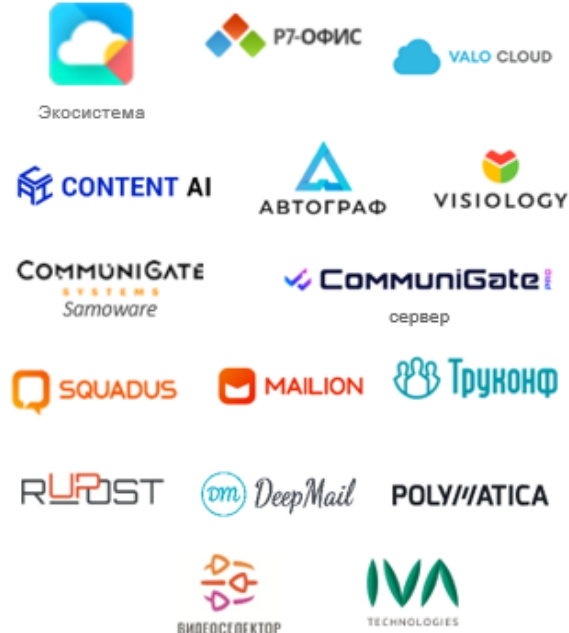 Р7-ОФИС
VALO CLOUD
Экосистема
CONTENT AI
АВТОГРАФ
VISIOLOGY
COMMUNIGATE
SYSTEMS
Samoware
CommuniGate PRO
сервер
SQUADUS
MAILION
Труконф
RUPOST
dm DeepMail
POLYMATICA
ВИДЕОСЕЛЕКТОР
IVA
TECHNOLOGIES